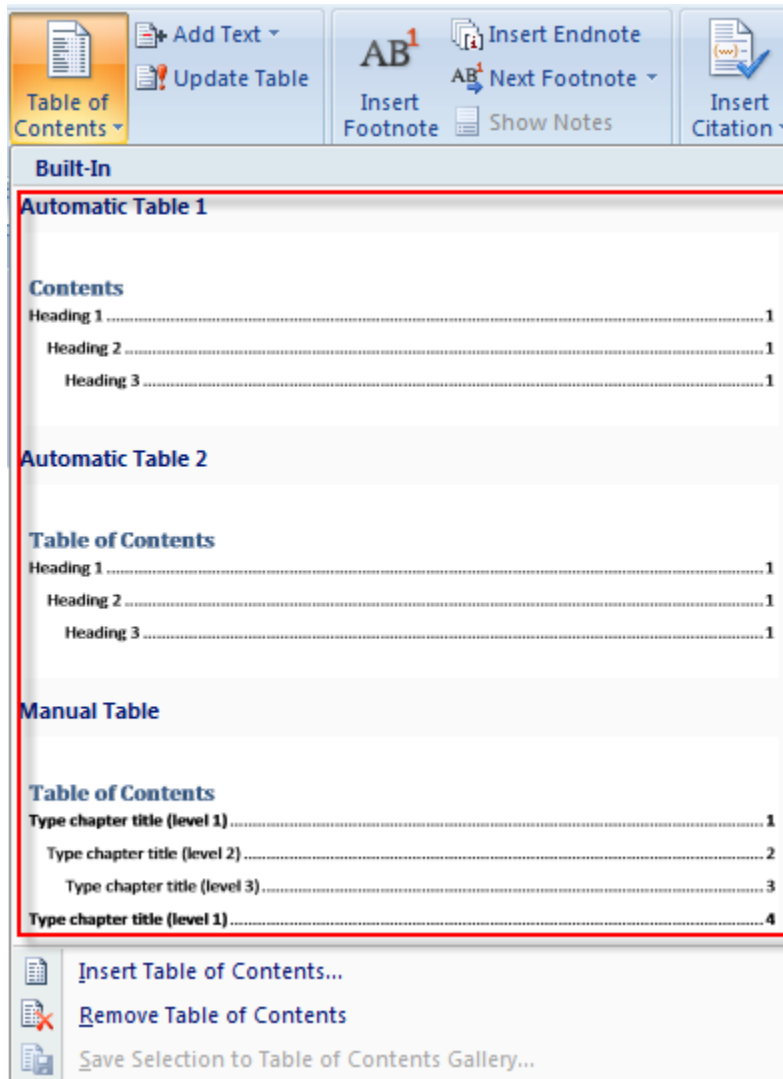 Table of Contents
Add Text
Update Table
AB1
Insert Footnote
Insert Endnote
AB1 Next Footnote
Show Notes
Insert Citation
Built-In
Automatic Table 1
Contents
Heading 1 ... 1
Heading 2 ... 1
Heading 3 ... 1
Automatic Table 2
Table of Contents
Heading 1 ... 1
Heading 2 ... 1
Heading 3 ... 1
Manual Table
Table of Contents
Type chapter title (level 1) ... 1
Type chapter title (level 2) ... 2
Type chapter title (level 3) ... 3
Type chapter title (level 1) ... 4
Insert Table of Contents...
Remove Table of Contents
Save Selection to Table of Contents Gallery...